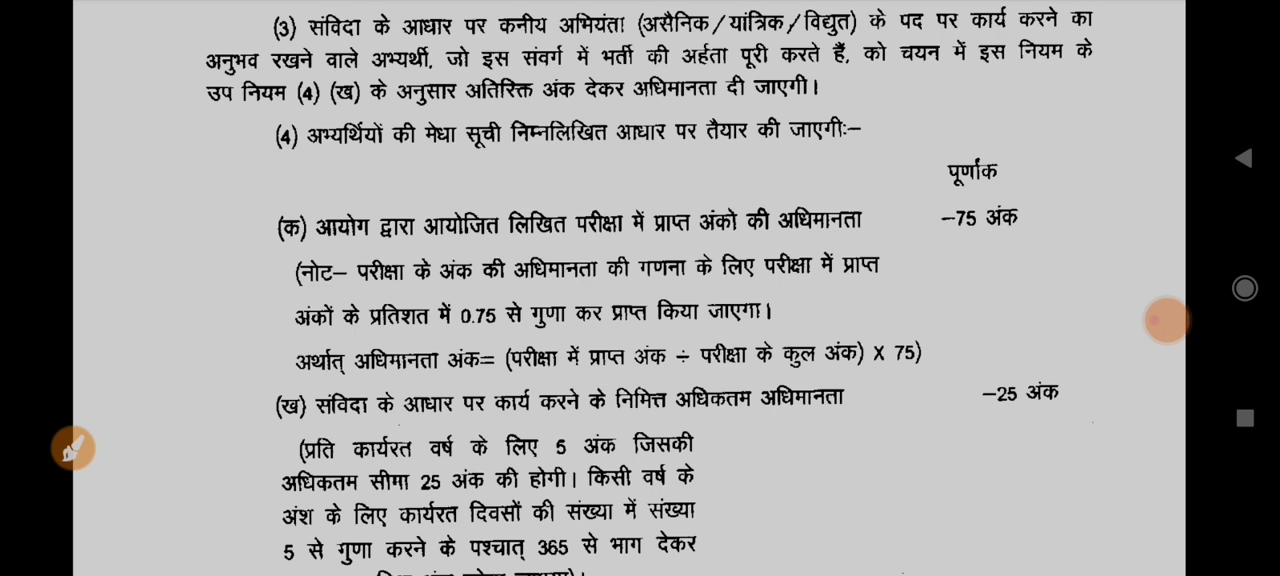 (3) संविदा के आधार पर कनीय अभियंता (असैनिक/यांत्रिक/विद्युत) के पद पर कार्य करने का
अनुभव रखने वाले अभ्यर्थी, जो इस संवर्ग में भर्ती की अर्हता पूरी करते हैं, को चयन में इस नियम के
उप नियम (4) (ख) के अनुसार अतिरिक्त अंक देकर अधिमानता दी जाएगी।
(4) अभ्यर्थियों की मेधा सूची निम्नलिखित आधार पर तैयार की जाएगीः–
पूर्णांक
(क) आयोग द्वारा आयोजित लिखित परीक्षा में प्राप्त अंको की अधिमानता –75 अंक
(नोट– परीक्षा के अंक की अधिमानता की गणना के लिए परीक्षा में प्राप्त
अंकों के प्रतिशत में 0.75 से गुणा कर प्राप्त किया जाएगा।
अर्थात् अधिमानता अंक= (परीक्षा में प्राप्त अंक ÷ परीक्षा के कुल अंक) X 75)
(ख) संविदा के आधार पर कार्य करने के निमित्त अधिकतम अधिमानता –25 अंक
(प्रति कार्यरत वर्ष के लिए 5 अंक जिसकी
अधिकतम सीमा 25 अंक की होगी। किसी वर्ष के
अंश के लिए कार्यरत दिवसों की संख्या में संख्या
5 से गुणा करने के पश्चात् 365 से भाग देकर